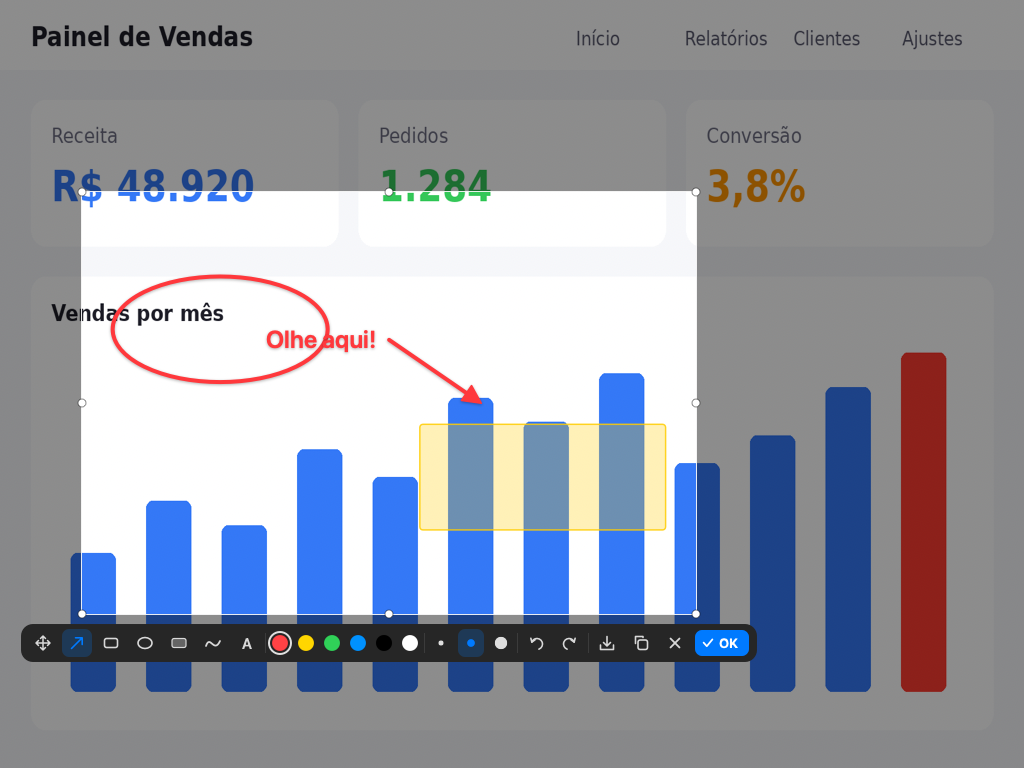 Painel de Vendas
Início Relatórios Clientes Ajustes
Receita Pedidos Conversão
R$ 48.920 1.284 3,8%
Vendas por mês
Olhe aqui!
A OK